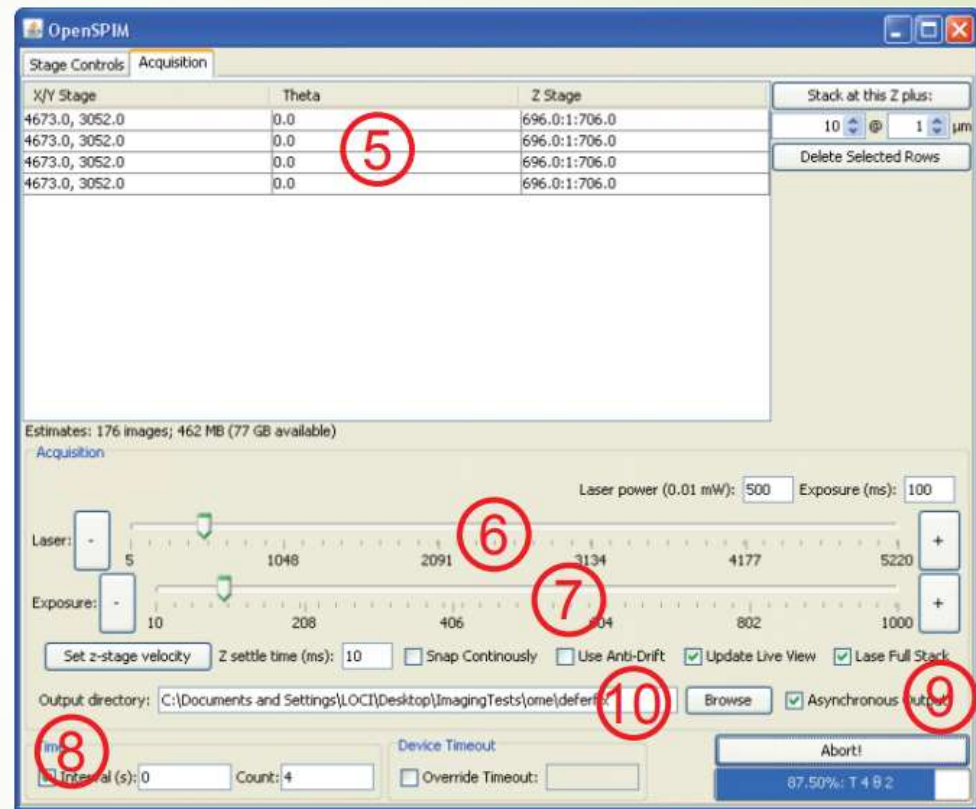 OpenSPIM
Stage Controls Acquisition
X/Y Stage Theta Z Stage Stack at this Z plus:
4673.0, 3052.0 0.0 696.0:1:706.0 10 @ 1 µm
4673.0, 3052.0 0.0 696.0:1:706.0 Delete Selected Rows
4673.0, 3052.0 0.0 696.0:1:706.0
4673.0, 3052.0 0.0 696.0:1:706.0
5
Estimates: 176 images; 462 MB (77 GB available)
Acquisition
Laser power (0.01 mW): 500 Exposure (ms): 100
Laser: - 6 +
5 1048 2091 3134 4177 5220
Exposure: - 7 +
10 208 406 604 802 1000
Set z-stage velocity Z settle time (ms): 10 Snap Continously Use Anti-Drift Update Live View Lase Full Stack
Output directory: C:\Documents and Settings\LOCI\Desktop\ImagingTests\ome\ 10 Browse Asynchronous Output 9
8 Device Timeout Abort!
Interval (s): 0 Count: 4 Override Timeout: 87.50%: T 4 θ 2